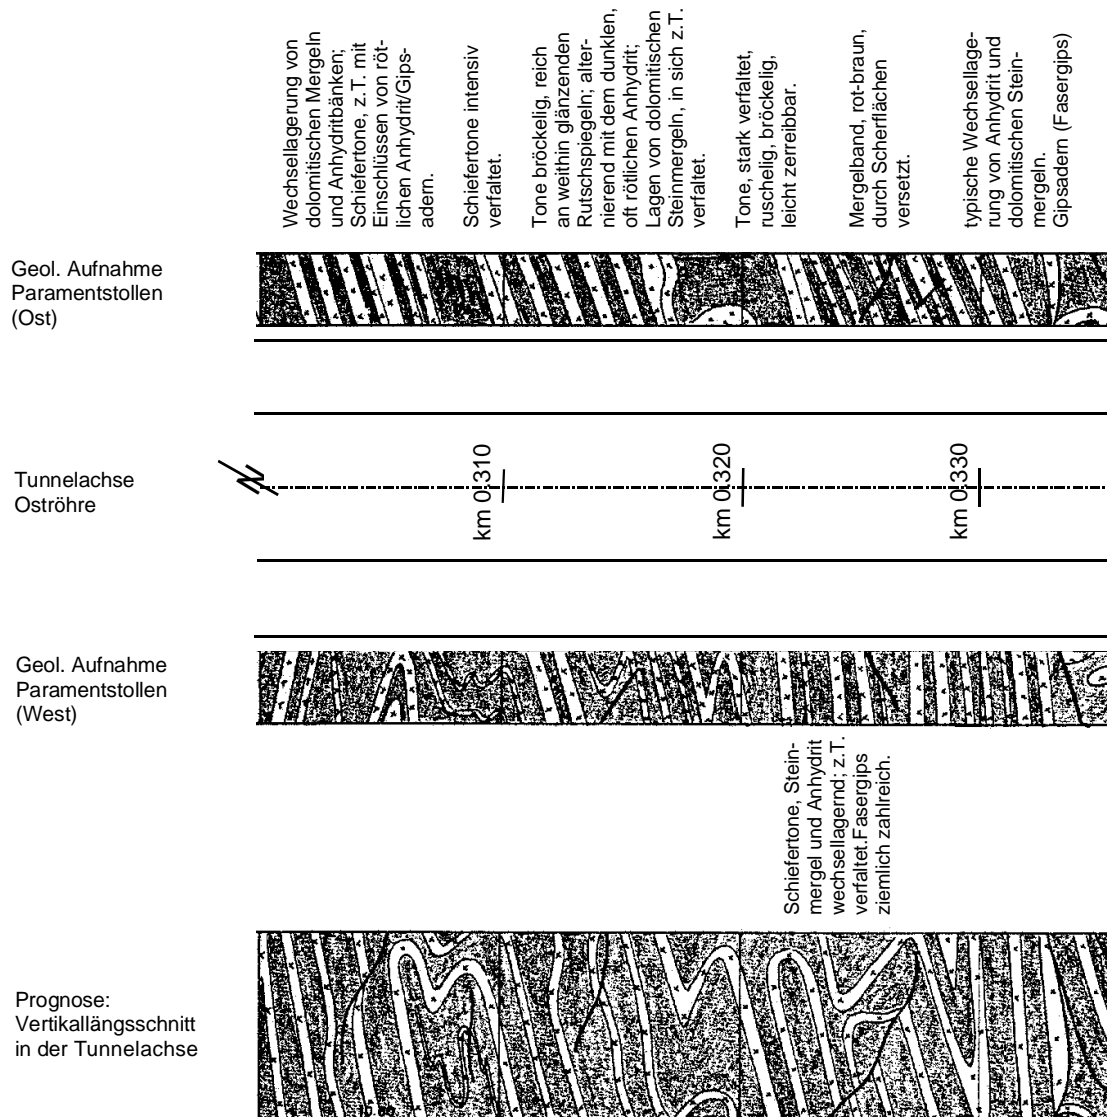 Wechsellagerung von
dolomitischen Mergeln
und Anhydritbänken;
Schiefertone, z.T. mit
Einschlüssen von röt-
lichen Anhydrit/Gips-
adern.
Schiefertone intensiv
verfaltet.
Tone bröckelig, reich
an weithin glänzenden
Rutschspiegeln; alter-
nierend mit dem dunklen,
oft rötlichen Anhydrit;
Lagen von dolomitischen
Steinmergeln, in sich z.T.
verfaltet.
Tone, stark verfaltet,
ruschelig, bröckelig,
leicht zerreibbar.
Mergelband, rot-braun,
durch Scherflächen
versetzt.
typische Wechsellage-
rung von Anhydrit und
dolomitischen Stein-
mergeln.
Gipsadern (Fasergips)
Geol. Aufnahme
Paramentstollen
(Ost)
Tunnelachse
Oströhre
km 0.310
km 0.320
km 0.330
Geol. Aufnahme
Paramentstollen
(West)
Schiefertone, Stein-
mergel und Anhydrit
wechsellagernd; z.T.
verfaltet.Fasergips
ziemlich zahlreich.
Prognose:
Vertikallängsschnitt
in der Tunnelachse